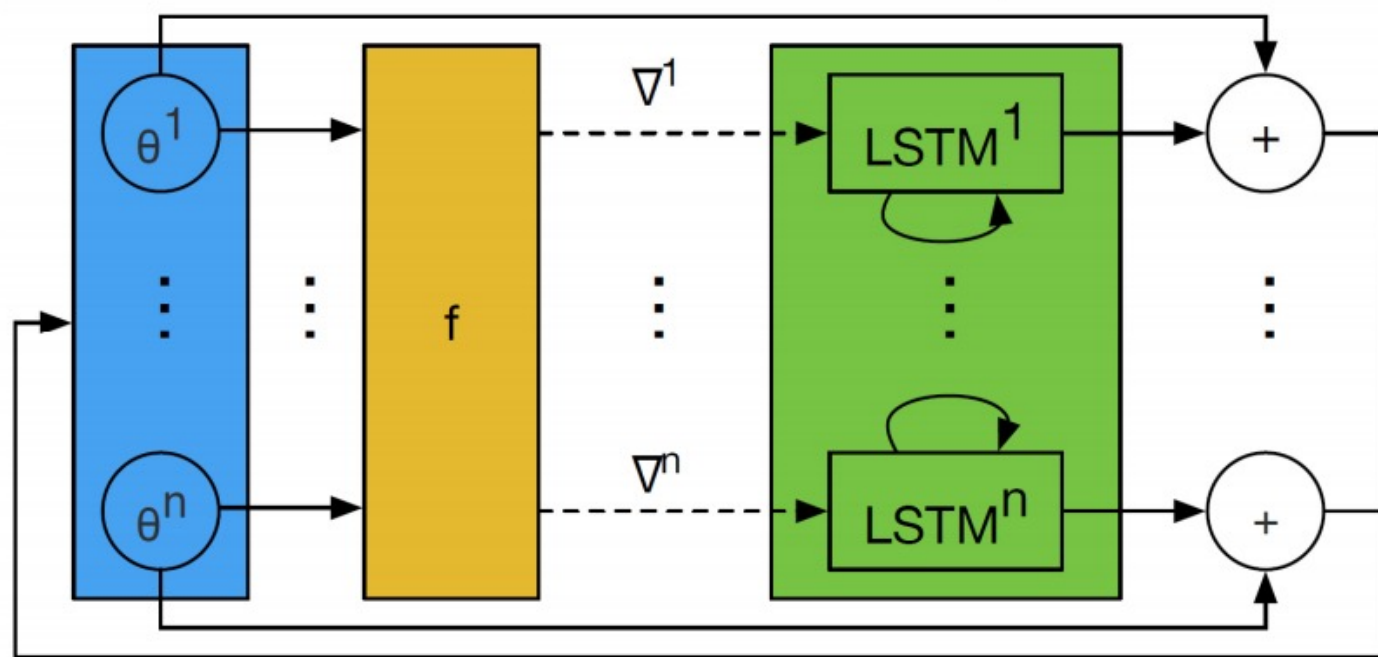 ∇¹
θ¹ LSTM¹ +
f
∇ⁿ
θⁿ LSTMⁿ +